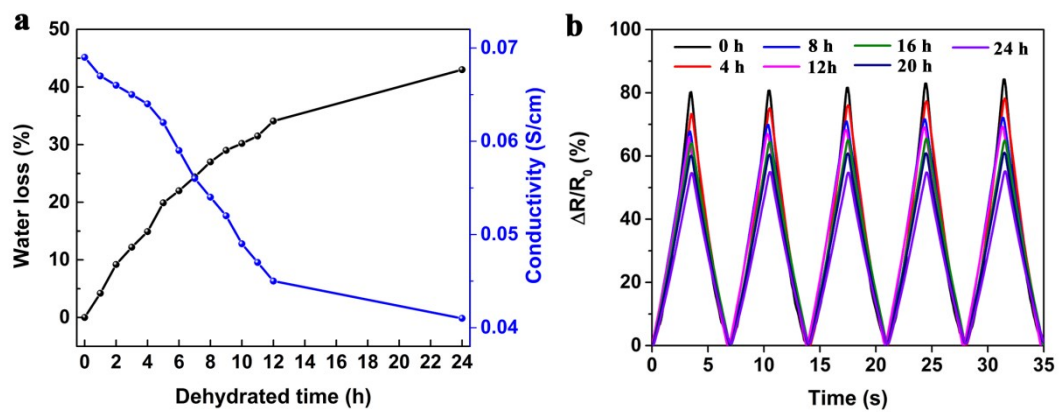 a
50
40
30
20
10
0
Water loss (%)
0 2 4 6 8 10 12 14 16 18 20 22 24
Dehydrated time (h)
0.07
0.06
0.05
0.04
Conductivity (S/cm)
b
100
80
60
40
20
0
ΔR/R0 (%)
0 h 8 h 16 h 24 h
4 h 12h 20 h
0 5 10 15 20 25 30 35
Time (s)